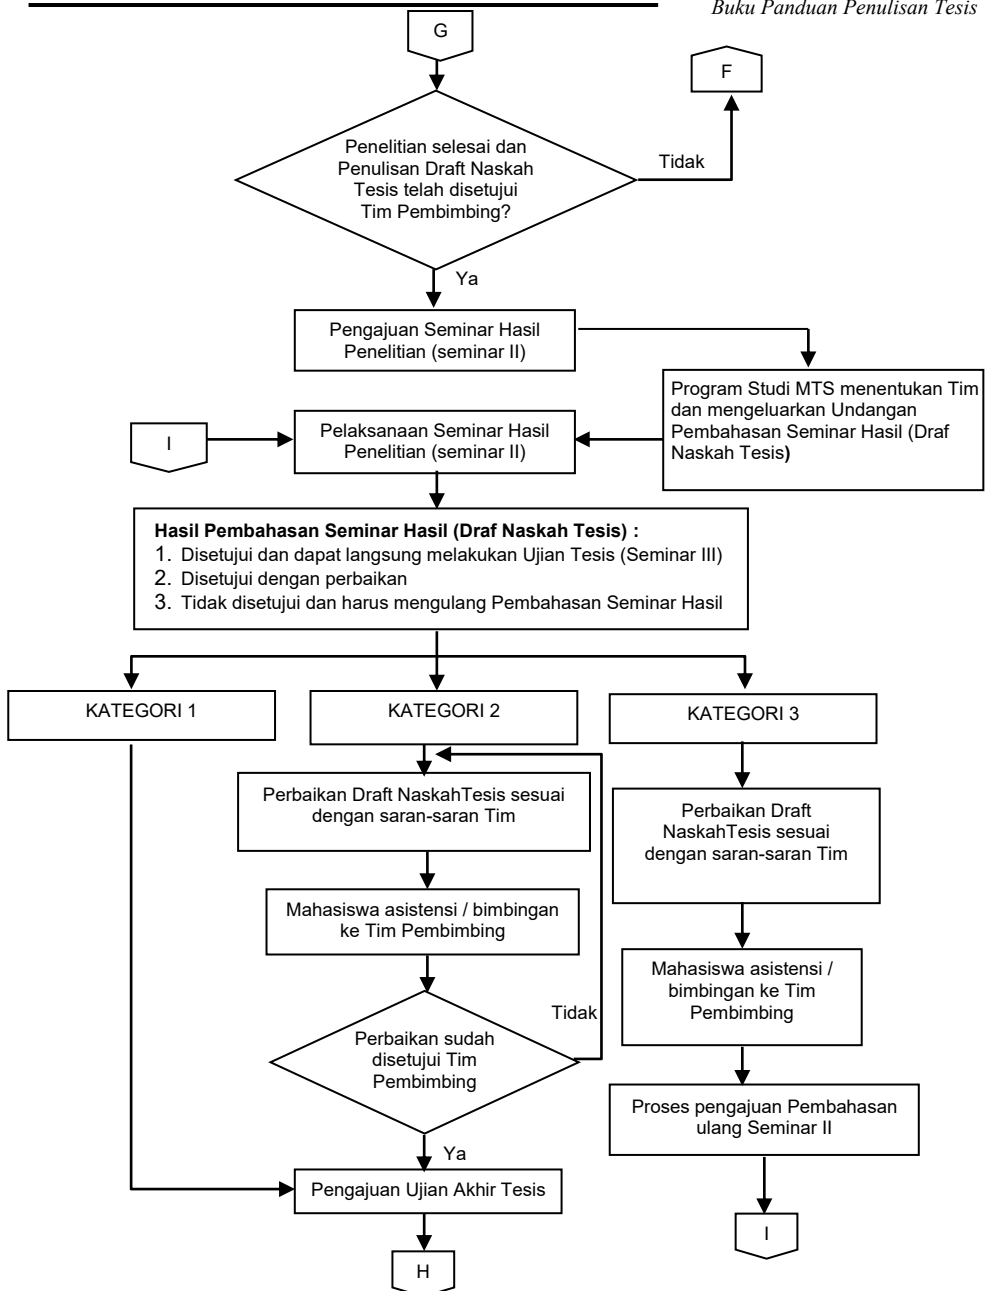 Buku Panduan Penulisan Tesis
G
F
Penelitian selesai dan
Penulisan Draft Naskah
Tesis telah disetujui
Tim Pembimbing?
Tidak
Ya
Pengajuan Seminar Hasil
Penelitian (seminar II)
Program Studi MTS menentukan Tim
dan mengeluarkan Undangan
Pembahasan Seminar Hasil (Draf
Naskah Tesis)
I
Pelaksanaan Seminar Hasil
Penelitian (seminar II)
Hasil Pembahasan Seminar Hasil (Draf Naskah Tesis) :
1. Disetujui dan dapat langsung melakukan Ujian Tesis (Seminar III)
2. Disetujui dengan perbaikan
3. Tidak disetujui dan harus mengulang Pembahasan Seminar Hasil
KATEGORI 1
KATEGORI 2
KATEGORI 3
Perbaikan Draft NaskahTesis sesuai
dengan saran-saran Tim
Mahasiswa asistensi / bimbingan
ke Tim Pembimbing
Perbaikan sudah
disetujui Tim
Pembimbing
Tidak
Ya
Pengajuan Ujian Akhir Tesis
H
Perbaikan Draft
NaskahTesis sesuai
dengan saran-saran Tim
Mahasiswa asistensi /
bimbingan ke Tim
Pembimbing
Proses pengajuan Pembahasan
ulang Seminar II
I